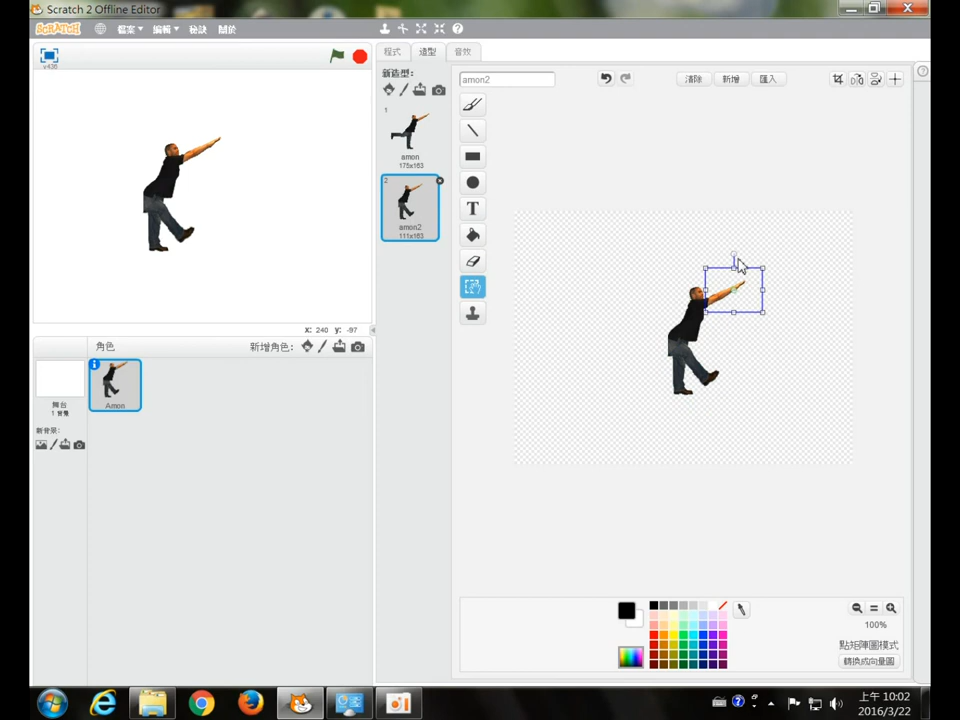 Scratch 2 Offline Editor
SCRATCH 檔案 編輯 秘訣 關於
v436
程式 造型 音效
新造型:
amon2
清除 新增 匯入
1
amon
175x163
2
amon2
111x163
T
X: 240 y: -97
角色 新增角色:
Amon
舞台
1 背景
新背景:
100%
點矩陣圖模式
轉換成向量圖
上午 10:02
2016/3/22